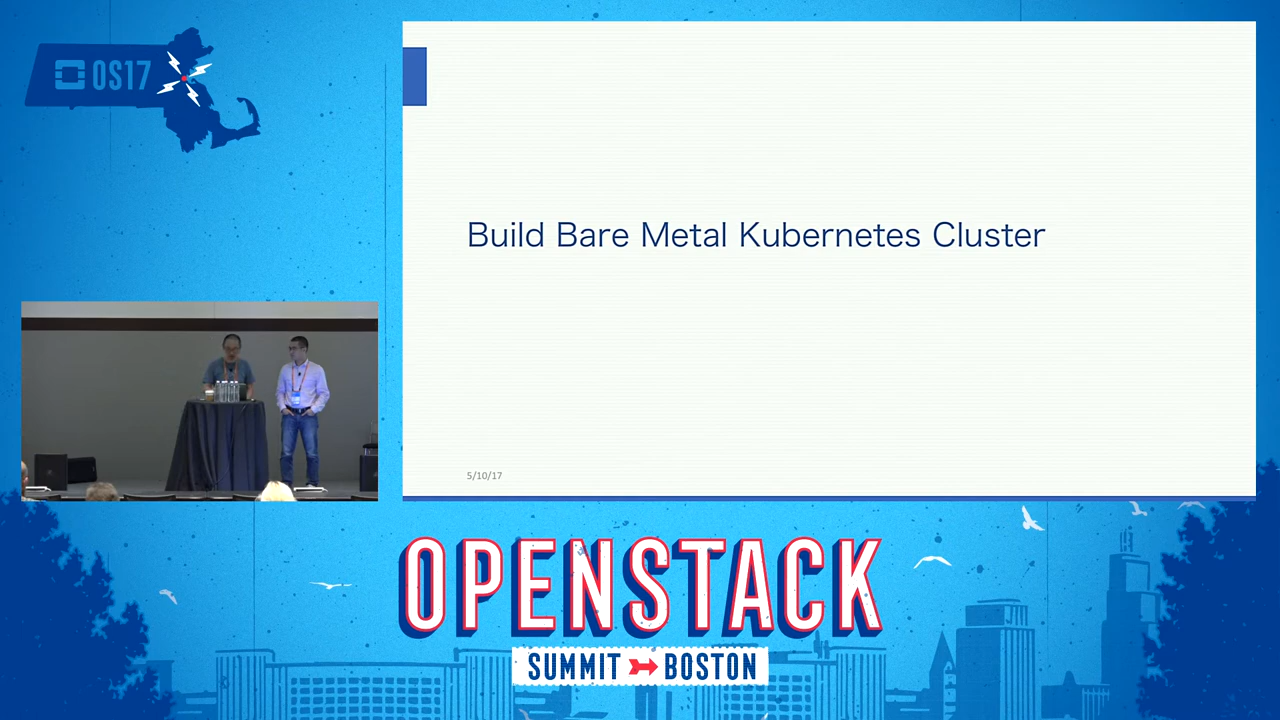 OS17
Build Bare Metal Kubernetes Cluster
5/10/17
OPENSTACK
SUMMIT BOSTON